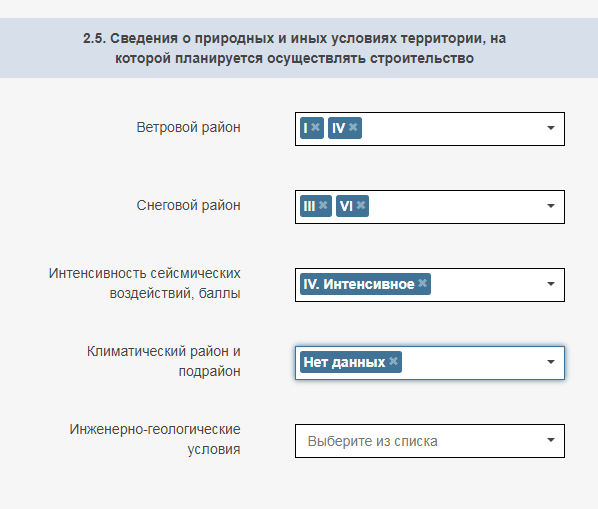 2.5. Сведения о природных и иных условиях территории, на
которой планируется осуществлять строительство
Ветровой район
I × IV ×
Снеговой район
III × VI ×
Интенсивность сейсмических
воздействий, баллы
IV. Интенсивное ×
Климатический район и
подрайон
Нет данных ×
Инженерно-геологические
условия
Выберите из списка